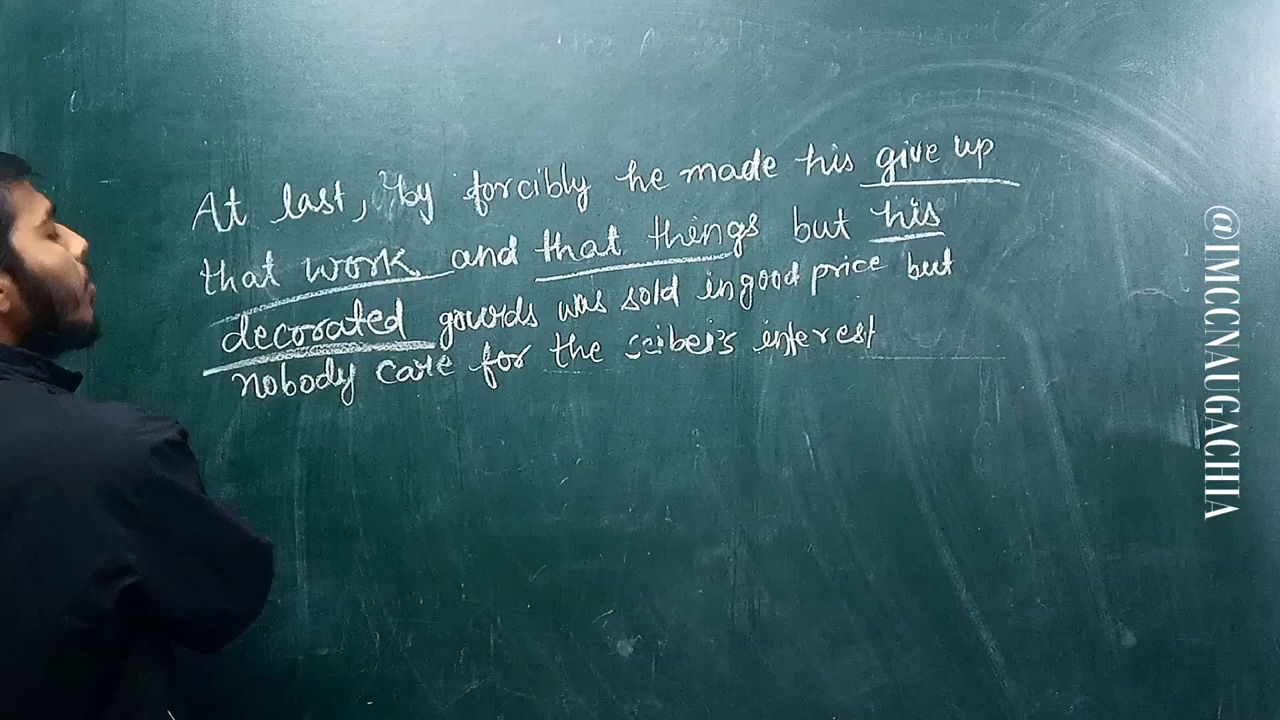 At last, by forcibly he made his give up
that work and that things but his
decorated gourds was sold in good price but
nobody care for the seibei's interest
@IMCCNAUGACHIA